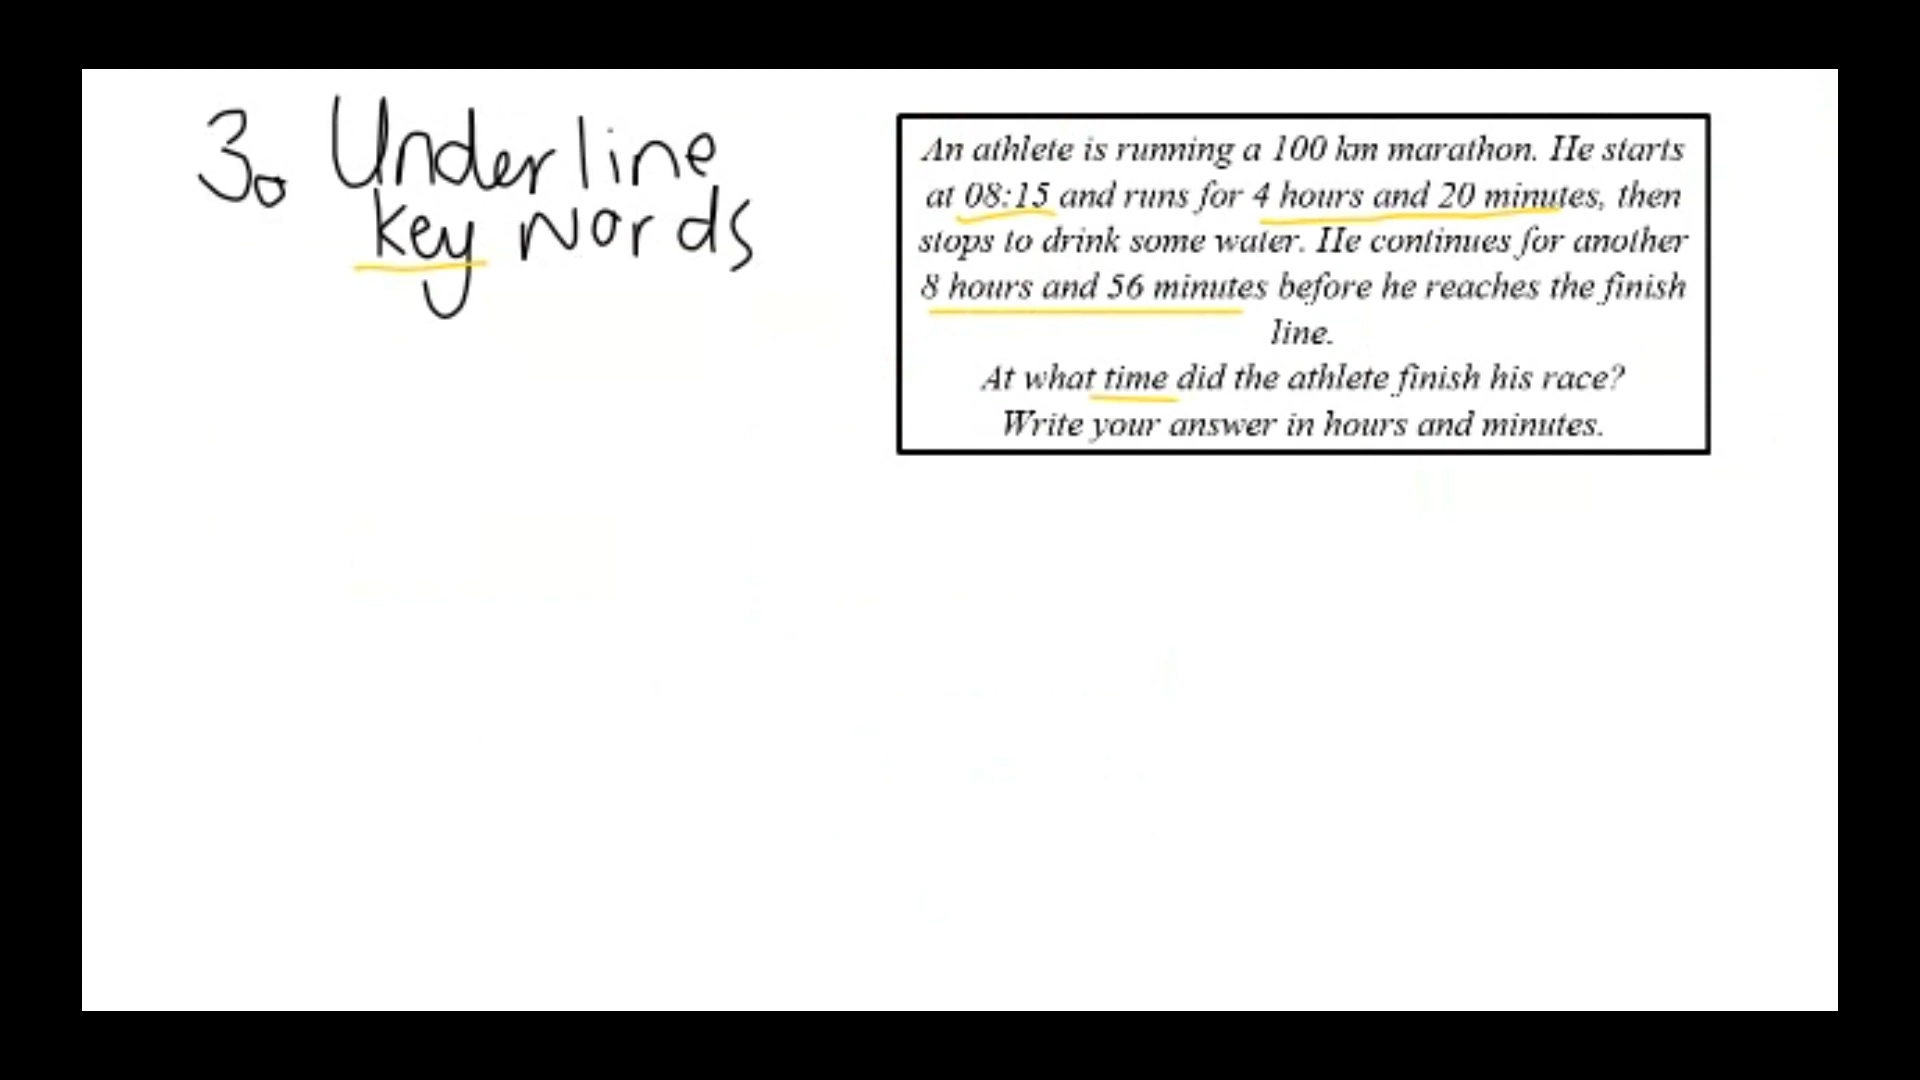 3. Underline
key words
An athlete is running a 100 km marathon. He starts
at 08:15 and runs for 4 hours and 20 minutes, then
stops to drink some water. He continues for another
8 hours and 56 minutes before he reaches the finish
line.
At what time did the athlete finish his race?
Write your answer in hours and minutes.